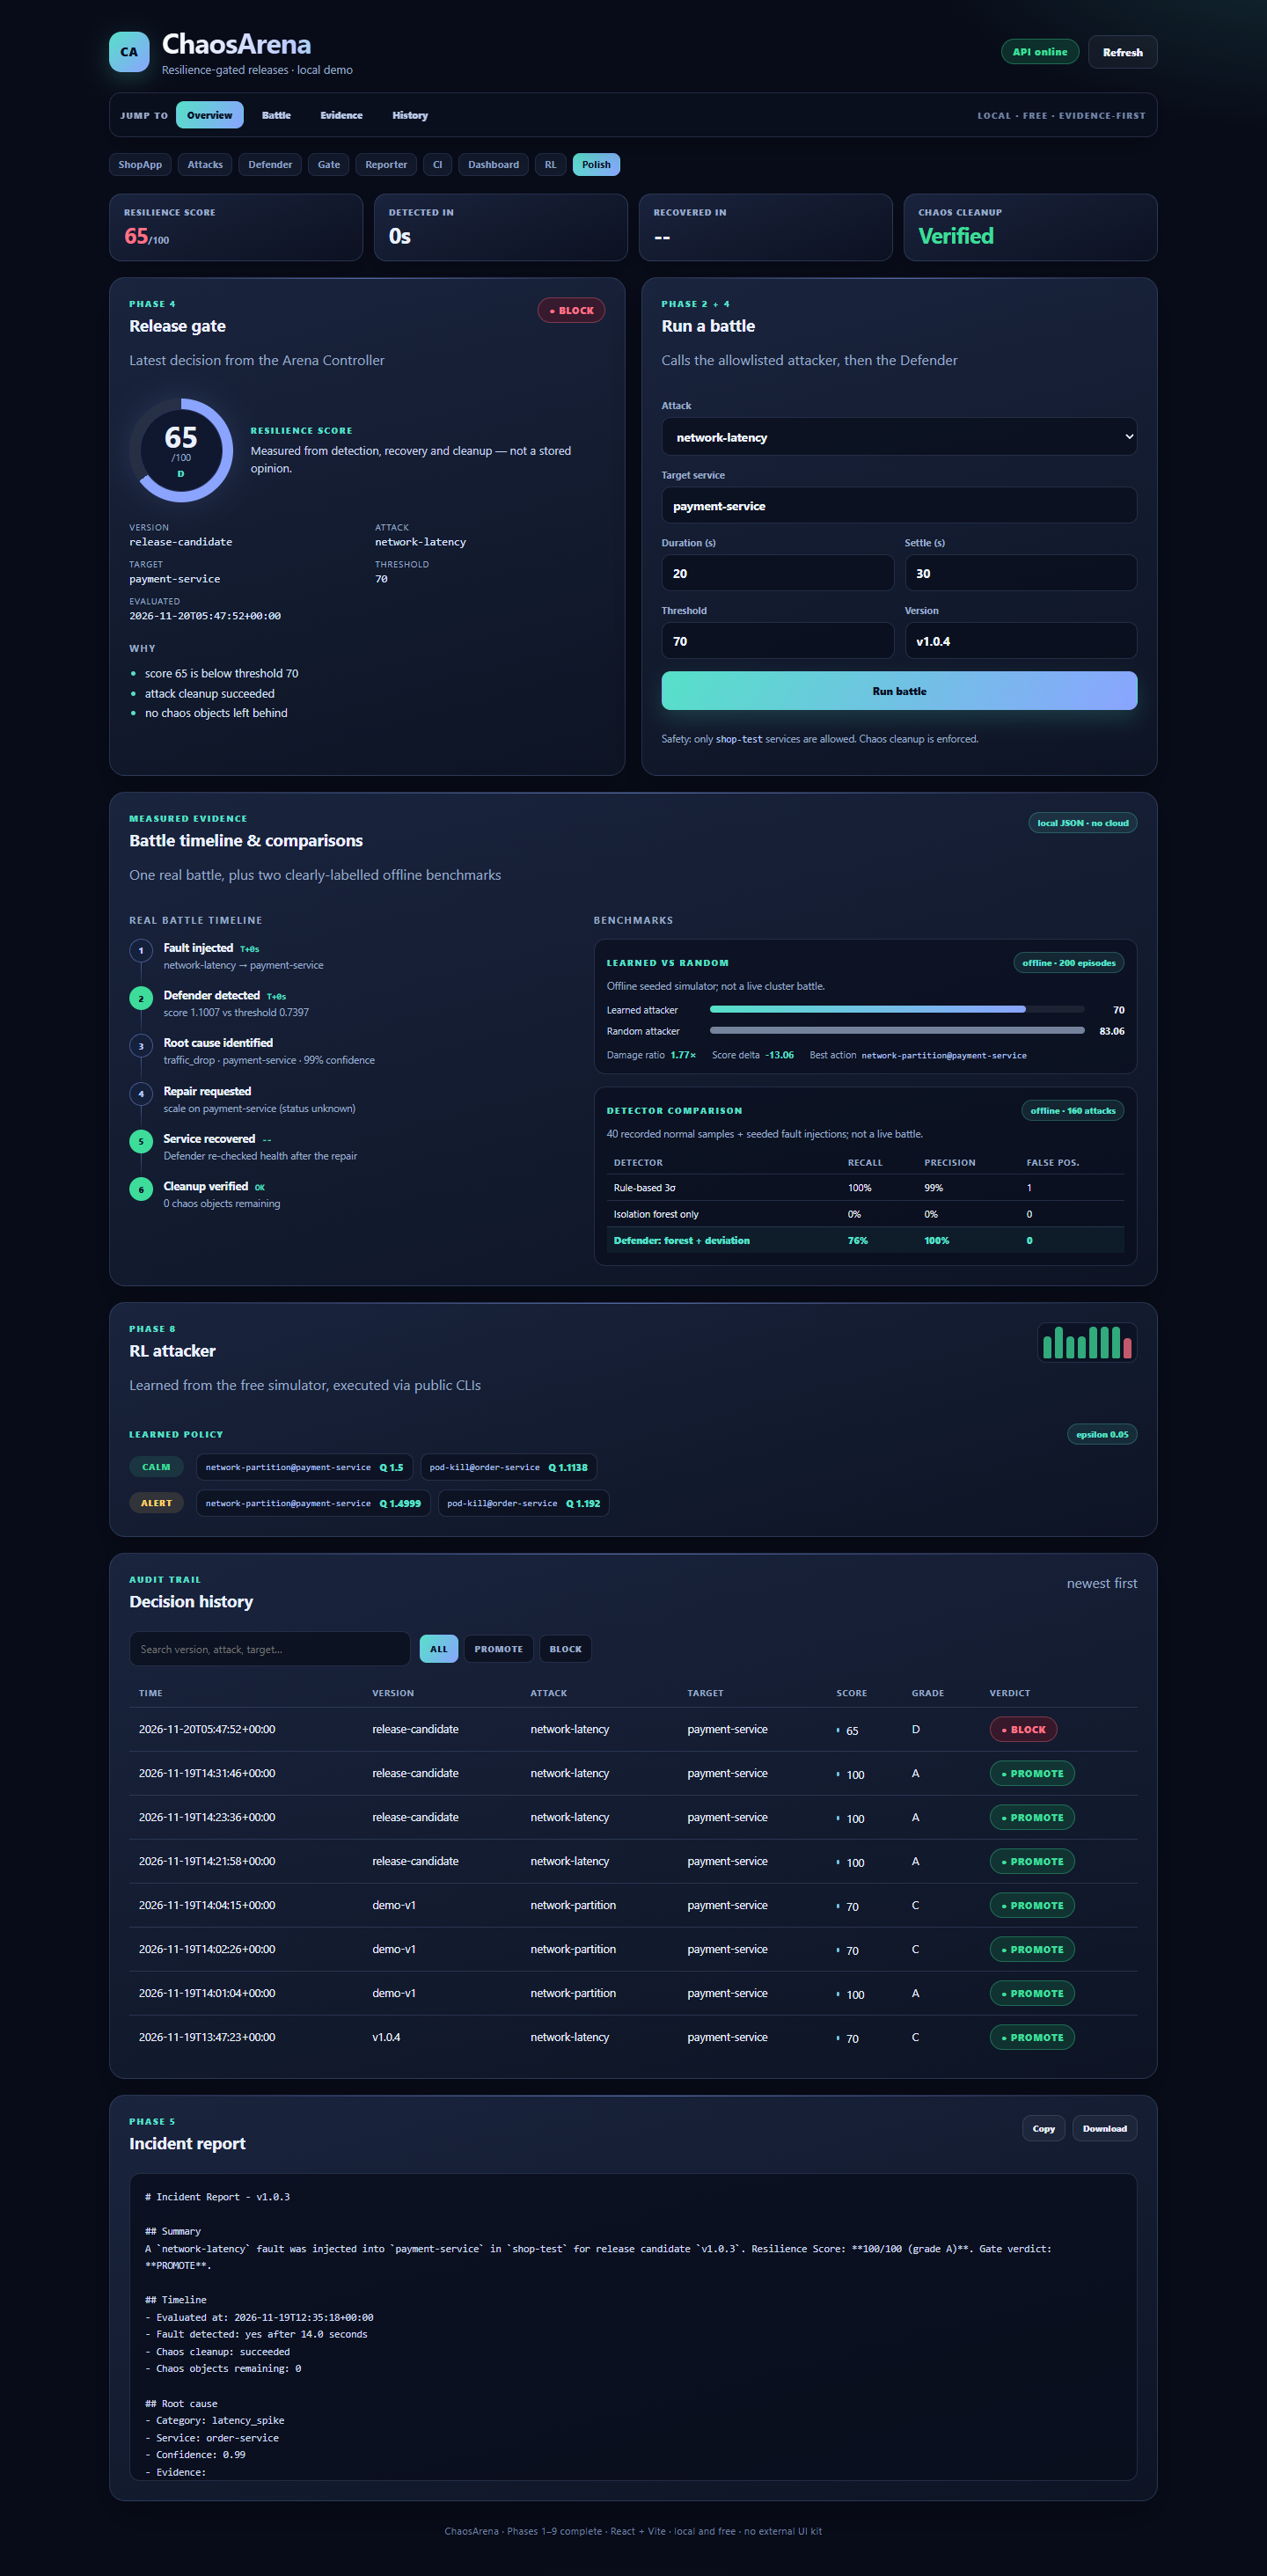 CA
ChaosArena
Resilience-gated releases · local demo
API online
Refresh
JUMP TO
Overview
Battle
Evidence
History
LOCAL · FREE · EVIDENCE-FIRST
ShopApp
Attacks
Defender
Gate
Reporter
CI
Dashboard
RL
Polish
RESILIENCE SCORE
65/100
DETECTED IN
0s
RECOVERED IN
--
CHAOS CLEANUP
Verified
PHASE 4
Release gate
BLOCK
Latest decision from the Arena Controller
65
/100
D
RESILIENCE SCORE
Measured from detection, recovery and cleanup — not a stored
opinion.
VERSION
release-candidate
ATTACK
network-latency
TARGET
payment-service
THRESHOLD
70
EVALUATED
2026-11-20T05:47:52+00:00
WHY
• score 65 is below threshold 70
• attack cleanup succeeded
• no chaos objects left behind
PHASE 2 + 4
Run a battle
Calls the allowlisted attacker, then the Defender
Attack
network-latency
Target service
payment-service
Duration (s)
20
Settle (s)
30
Threshold
70
Version
v1.0.4
Run battle
Safety: only shop-test services are allowed. Chaos cleanup is enforced.
MEASURED EVIDENCE
Battle timeline & comparisons
local JSON · no cloud
One real battle, plus two clearly-labelled offline benchmarks
REAL BATTLE TIMELINE
1 Fault injected T+0s
network-latency → payment-service
2 Defender detected T+0s
score 1.1007 vs threshold 0.7397
3 Root cause identified
traffic_drop · payment-service · 99% confidence
4 Repair requested
scale on payment-service (status unknown)
5 Service recovered --
Defender re-checked health after the repair
6 Cleanup verified OK
0 chaos objects remaining
BENCHMARKS
LEARNED VS RANDOM
offline · 200 episodes
Offline seeded simulator; not a live cluster battle.
Learned attacker 70
Random attacker 83.06
Damage ratio 1.77× Score delta -13.06 Best action network-partition@payment-service
DETECTOR COMPARISON
offline · 160 attacks
40 recorded normal samples + seeded fault injections; not a live battle.
DETECTOR RECALL PRECISION FALSE POS.
Rule-based 3σ 100% 99% 1
Isolation forest only 0% 0% 0
Defender: forest + deviation 76% 100% 0
PHASE 8
RL attacker
Learned from the free simulator, executed via public CLIs
LEARNED POLICY
epsilon 0.05
CALM network-partition@payment-service Q 1.5 pod-kill@order-service Q 1.1138
ALERT network-partition@payment-service Q 1.4999 pod-kill@order-service Q 1.192
AUDIT TRAIL
Decision history
newest first
Search version, attack, target...
ALL
PROMOTE
BLOCK
TIME VERSION ATTACK TARGET SCORE GRADE VERDICT
2026-11-20T05:47:52+00:00 release-candidate network-latency payment-service 65 D BLOCK
2026-11-19T14:31:46+00:00 release-candidate network-latency payment-service 100 A PROMOTE
2026-11-19T14:23:36+00:00 release-candidate network-latency payment-service 100 A PROMOTE
2026-11-19T14:21:58+00:00 release-candidate network-latency payment-service 100 A PROMOTE
2026-11-19T14:04:15+00:00 demo-v1 network-partition payment-service 70 C PROMOTE
2026-11-19T14:02:26+00:00 demo-v1 network-partition payment-service 70 C PROMOTE
2026-11-19T14:01:04+00:00 demo-v1 network-partition payment-service 100 A PROMOTE
2026-11-19T13:47:23+00:00 v1.0.4 network-latency payment-service 70 C PROMOTE
PHASE 5
Incident report
Copy
Download
# Incident Report - v1.0.3
## Summary
A `network-latency` fault was injected into `payment-service` in `shop-test` for release candidate `v1.0.3`. Resilience Score: **100/100 (grade A)**. Gate verdict:
**PROMOTE**.
## Timeline
- Evaluated at: 2026-11-19T12:35:18+00:00
- Fault detected: yes after 14.0 seconds
- Chaos cleanup: succeeded
- Chaos objects remaining: 0
## Root cause
- Category: latency_spike
- Service: order-service
- Confidence: 0.99
- Evidence:
ChaosArena · Phases 1–9 complete · React + Vite · local and free · no external UI kit